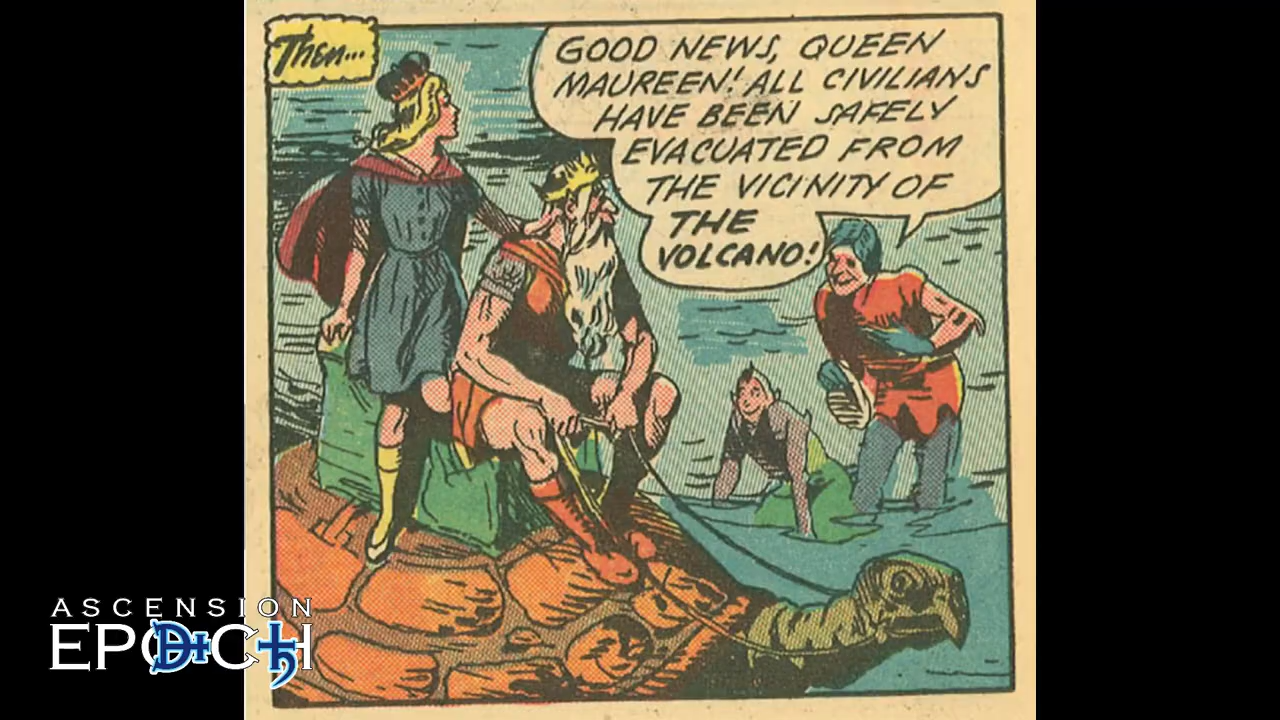 Then...
GOOD NEWS, QUEEN
MAUREEN! ALL CIVILIANS
HAVE BEEN SAFELY
EVACUATED FROM
THE VICINITY OF
THE
VOLCANO!
ASCENSION
EPOCH